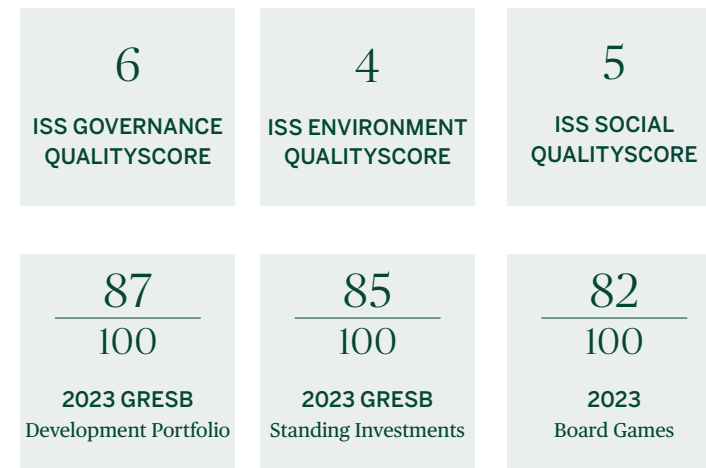 6
ISS GOVERNANCE
QUALITYSCORE
4
ISS ENVIRONMENT
QUALITYSCORE
5
ISS SOCIAL
QUALITYSCORE
87
100
2023 GRESB
Development Portfolio
85
100
2023 GRESB
Standing Investments
82
100
2023
Board Games